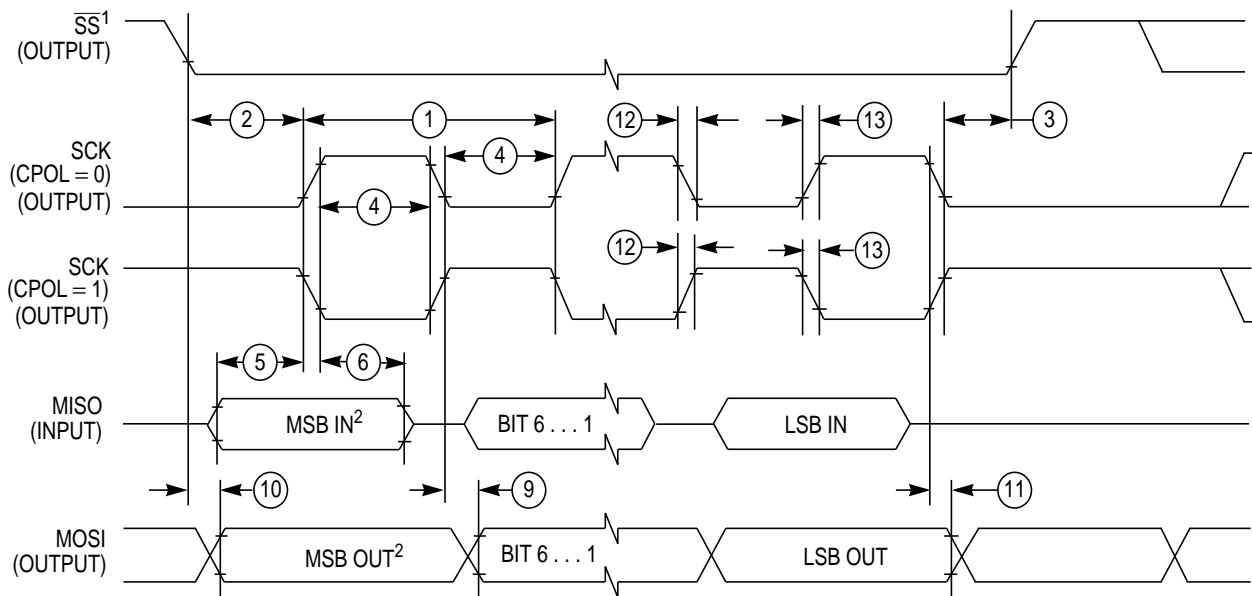 SS¹
(OUTPUT)
2
1
12
13
3
SCK
(CPOL = 0)
(OUTPUT)
4
4
12
13
SCK
(CPOL = 1)
(OUTPUT)
5
6
MISO
(INPUT)
MSB IN²
BIT 6 . . . 1
LSB IN
10
9
11
MOSI
(OUTPUT)
MSB OUT²
BIT 6 . . . 1
LSB OUT